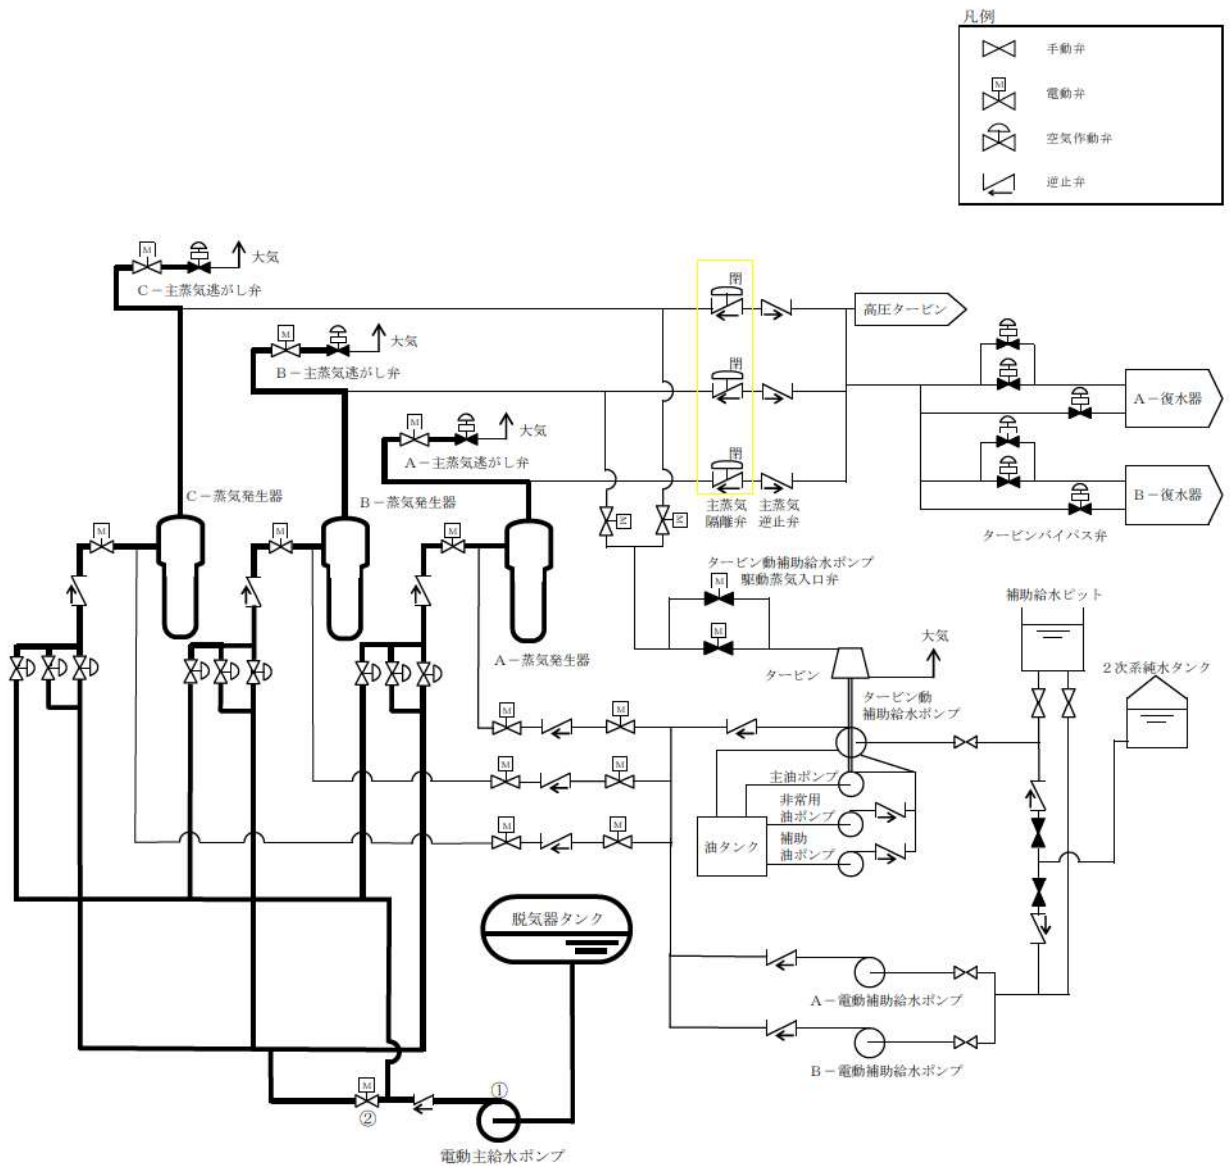 凡例
手動弁
M
電動弁
空気作動弁
逆止弁
M
大気
C－主蒸気逃がし弁
閉
高圧タービン
M
大気
B－主蒸気逃がし弁
閉
A－復水器
M
大気
A－主蒸気逃がし弁
閉
B－復水器
C－蒸気発生器
B－蒸気発生器
主蒸気
隔離弁
主蒸気
逆止弁
タービンバイパス弁
M
M
M
M
M
タービン動補助給水ポンプ
駆動蒸気入口弁
M
M
補助給水ピット
A－蒸気発生器
タービン
大気
2次系純水タンク
タービン動
補助給水ポンプ
M
M
主油ポンプ
M
M
非常用
油ポンプ
M
M
補助
油ポンプ
油タンク
脱気器タンク
A－電動補助給水ポンプ
B－電動補助給水ポンプ
M
①
②
電動主給水ポンプ